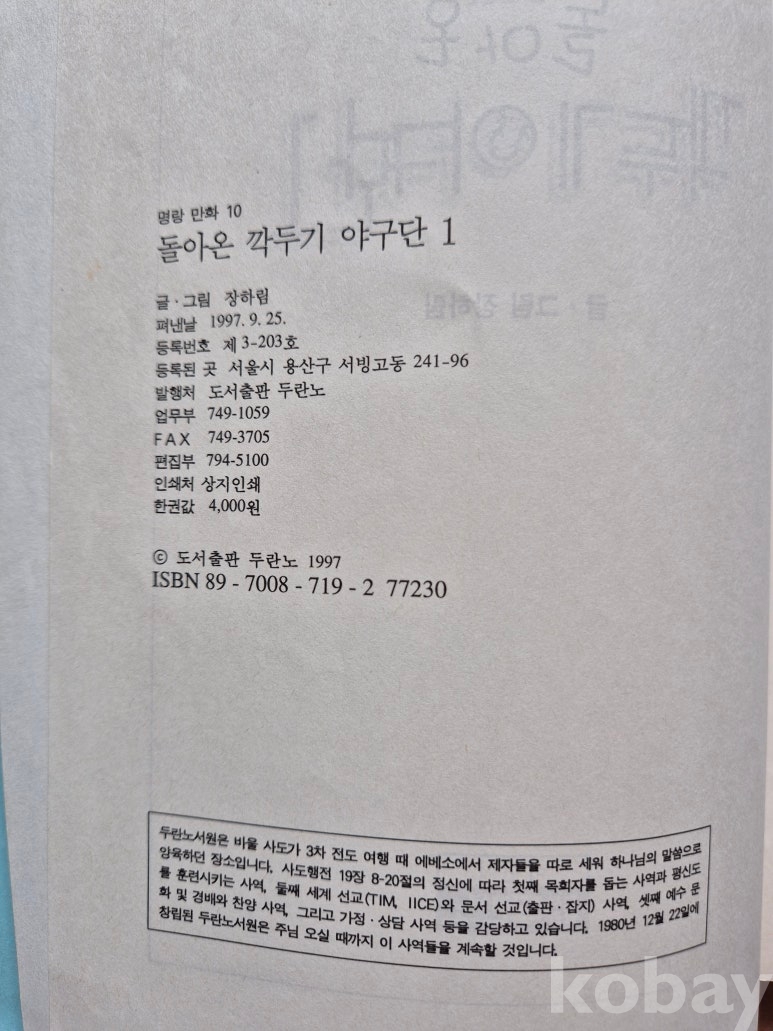 명랑 만화 10
돌아온 깍두기 야구단 1
글·그림 장하림
펴낸날 1997. 9. 25.
등록번호 제 3-203호
등록된 곳 서울시 용산구 서빙고동 241-96
발행처 도서출판 두란노
업무부 749-1059
FAX 749-3705
편집부 794-5100
인쇄처 상지인쇄
한권값 4,000원
ⓒ 도서출판 두란노 1997
ISBN 89 - 7008 - 719 - 2 77230
두란노서원은 바울 사도가 3차 전도 여행 때 에베소에서 제자들을 따로 세워 하나님의 말씀으로
양육하던 장소입니다. 사도행전 19장 8-20절의 정신에 따라 첫째 목회자를 돕는 사역과 평신도
를 훈련시키는 사역, 둘째 세계 선교(TIM, IICE)와 문서 선교(출판·잡지) 사역, 셋째 예수 문
화 및 경배와 찬양 사역, 그리고 가정·상담 사역 등을 감당하고 있습니다. 1980년 12월 22일에
창립된 두란노서원은 주님 오실 때까지 이 사역들을 계속할 것입니다.
kobay